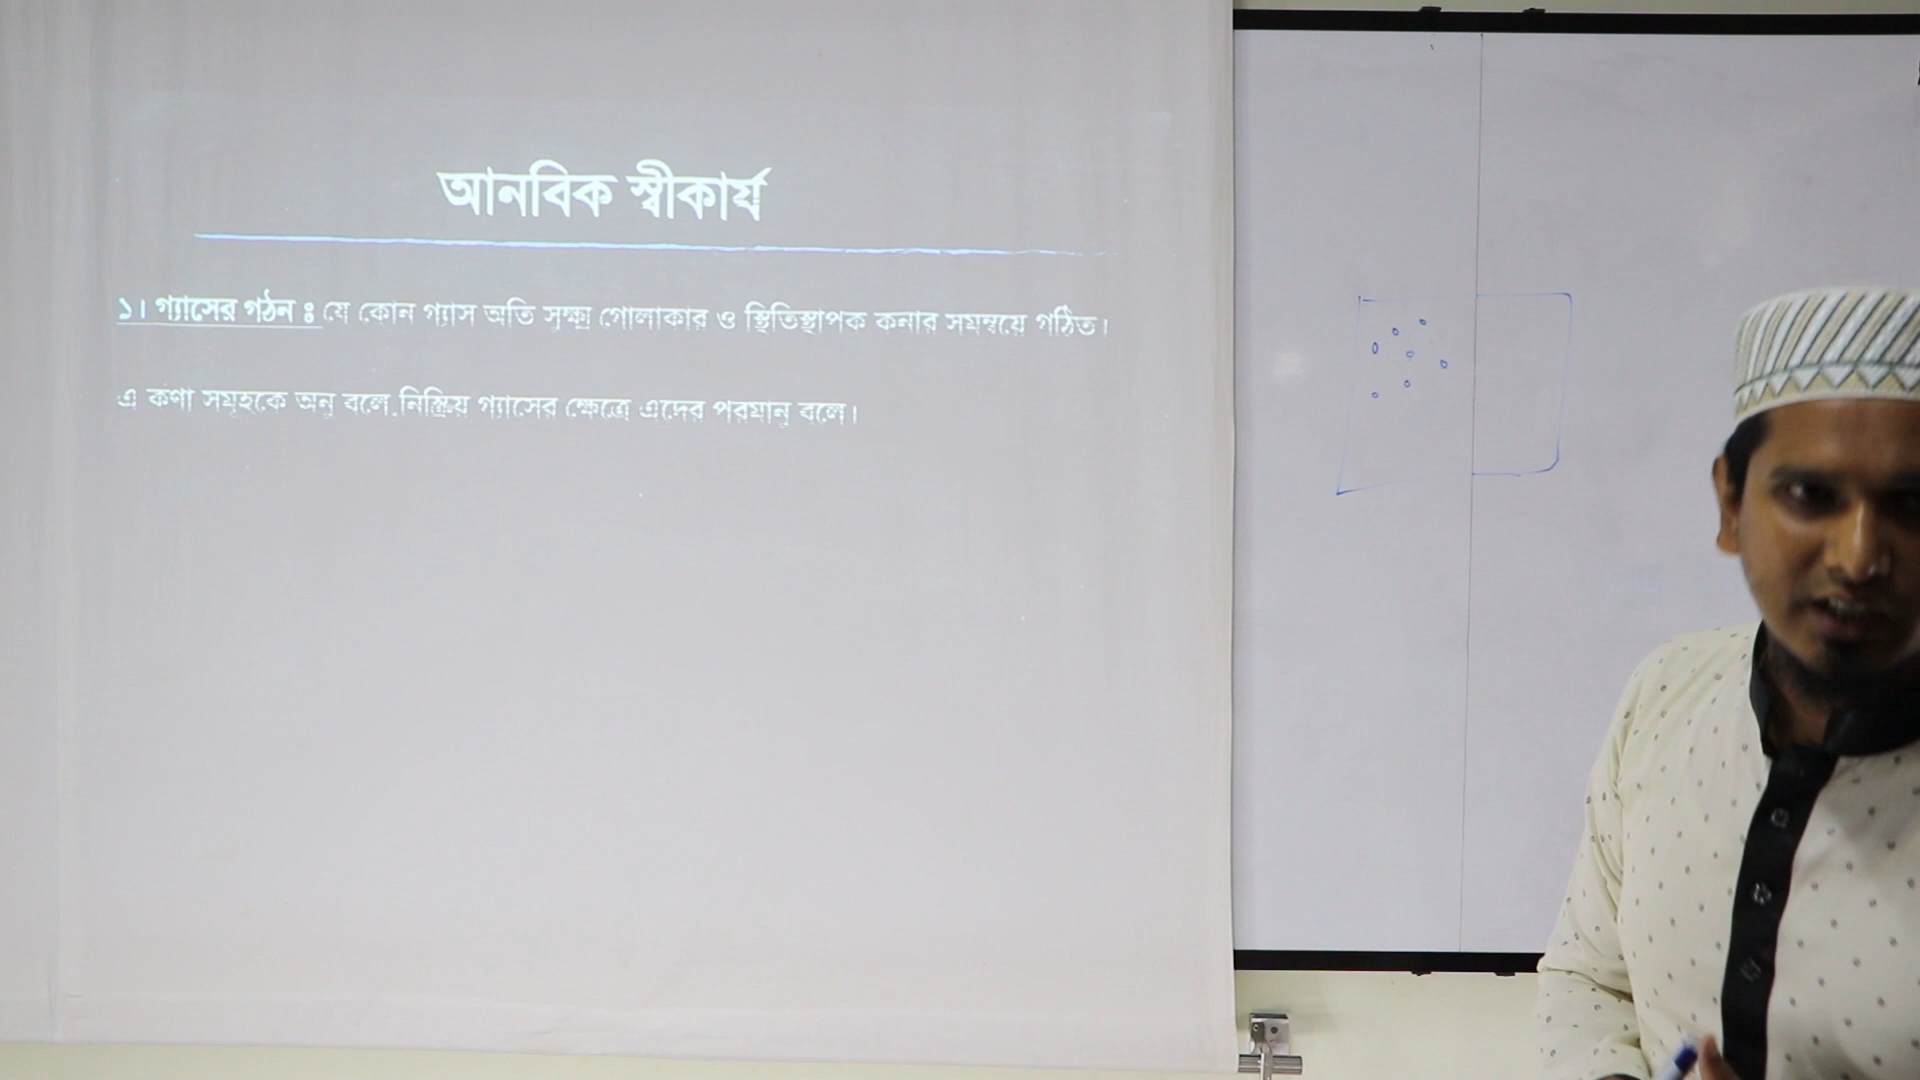 আনবিক স্বীকার্য
১। গ্যাসের গঠন ঃ যে কোন গ্যাস অতি সূক্ষ্ম গোলাকার ও স্থিতিস্থাপক কনার সমন্বয়ে গঠিত।
এ কণা সমূহকে অনু বলে,নিস্ক্রিয় গ্যাসের ক্ষেত্রে এদের পরমানু বলে।